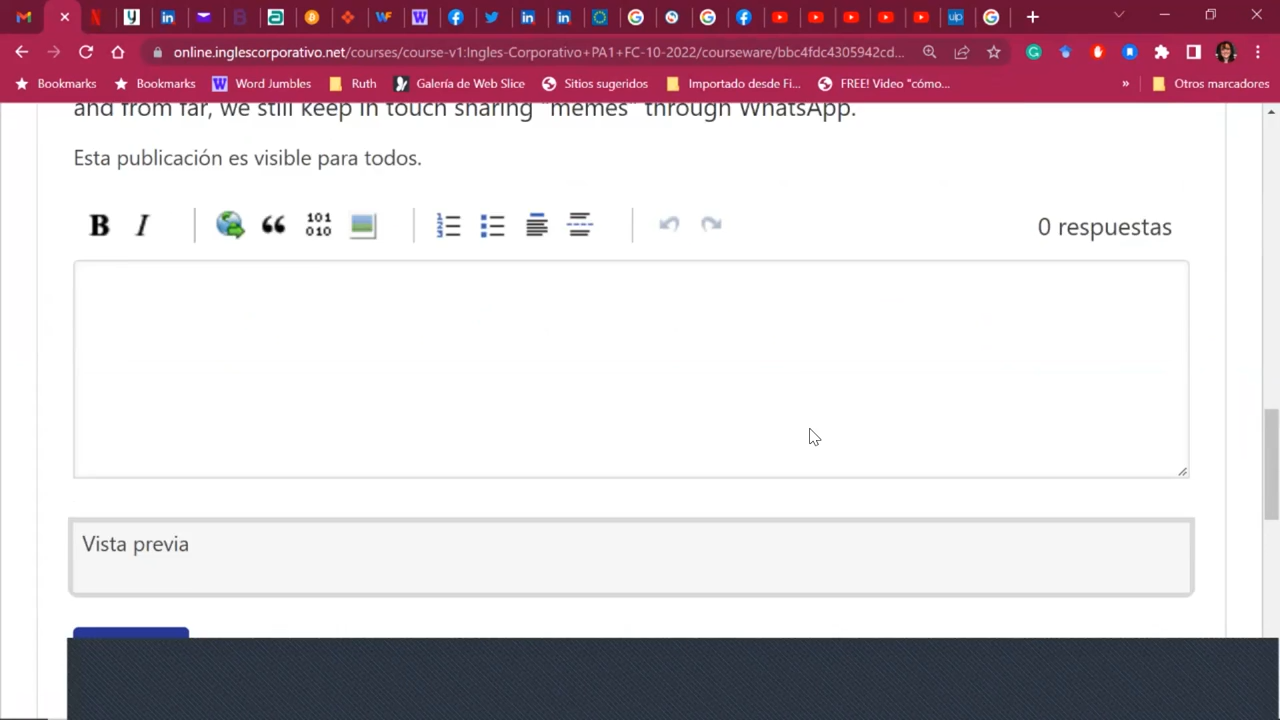 online.inglescorporativo.net/courses/course-v1:Ingles-Corporativo+PA1+FC-10-2022/courseware/bbc4fdc4305942cd...
Bookmarks Bookmarks Word Jumbles Ruth Galería de Web Slice Sitios sugeridos Importado desde Fi... FREE! Video "cómo... » Otros marcadores
and from far, we still keep in touch sharing "memes" through WhatsApp.
Esta publicación es visible para todos.
B I 101 010 0 respuestas
Vista previa